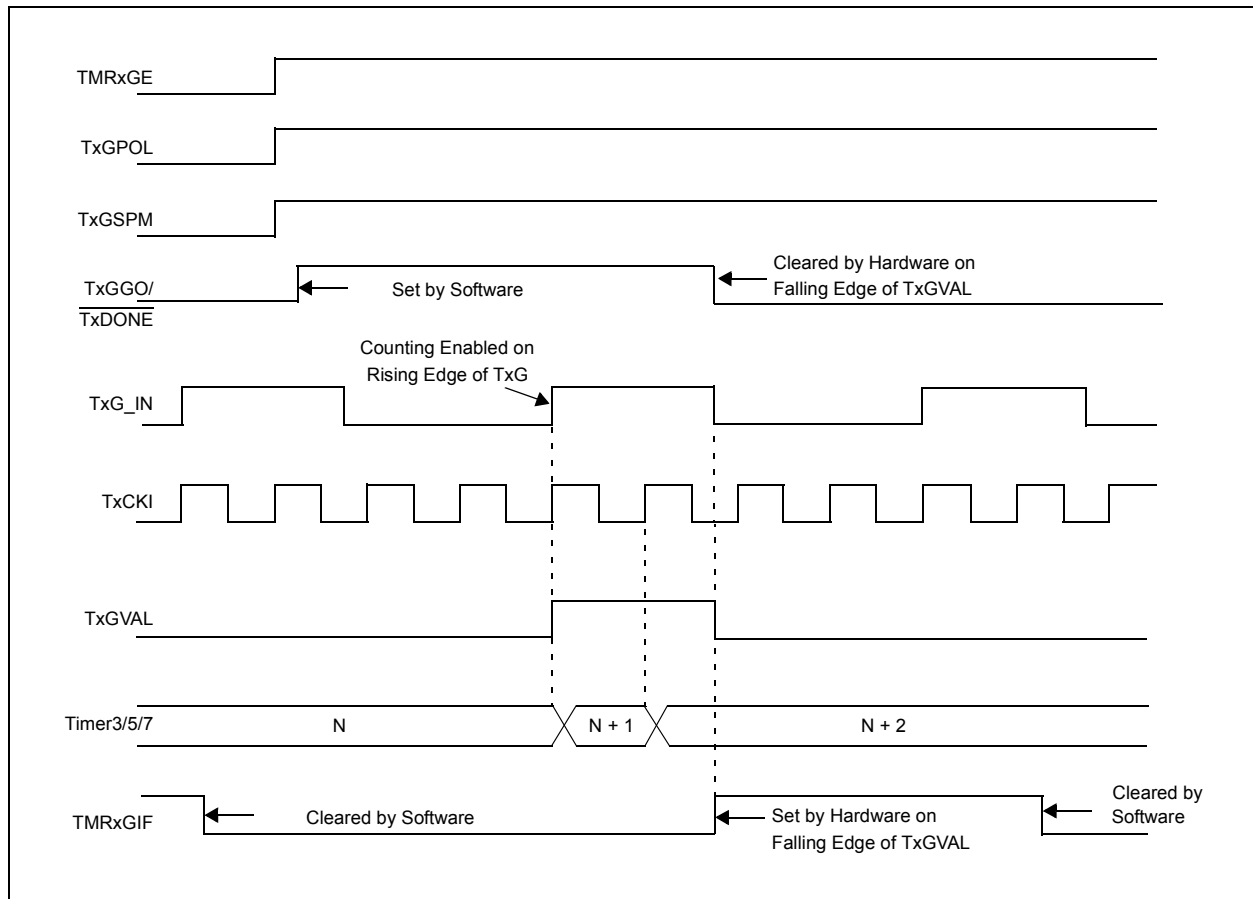 TMRxGE
TxGPOL
TxGSPM
TxGGO/
TxDONE
Set by Software
Cleared by Hardware on
Falling Edge of TxGVAL
Counting Enabled on
Rising Edge of TxG
TxG_IN
TxCKI
TxGVAL
Timer3/5/7
N
N + 1
N + 2
TMRxGIF
Cleared by Software
Set by Hardware on
Falling Edge of TxGVAL
Cleared by
Software